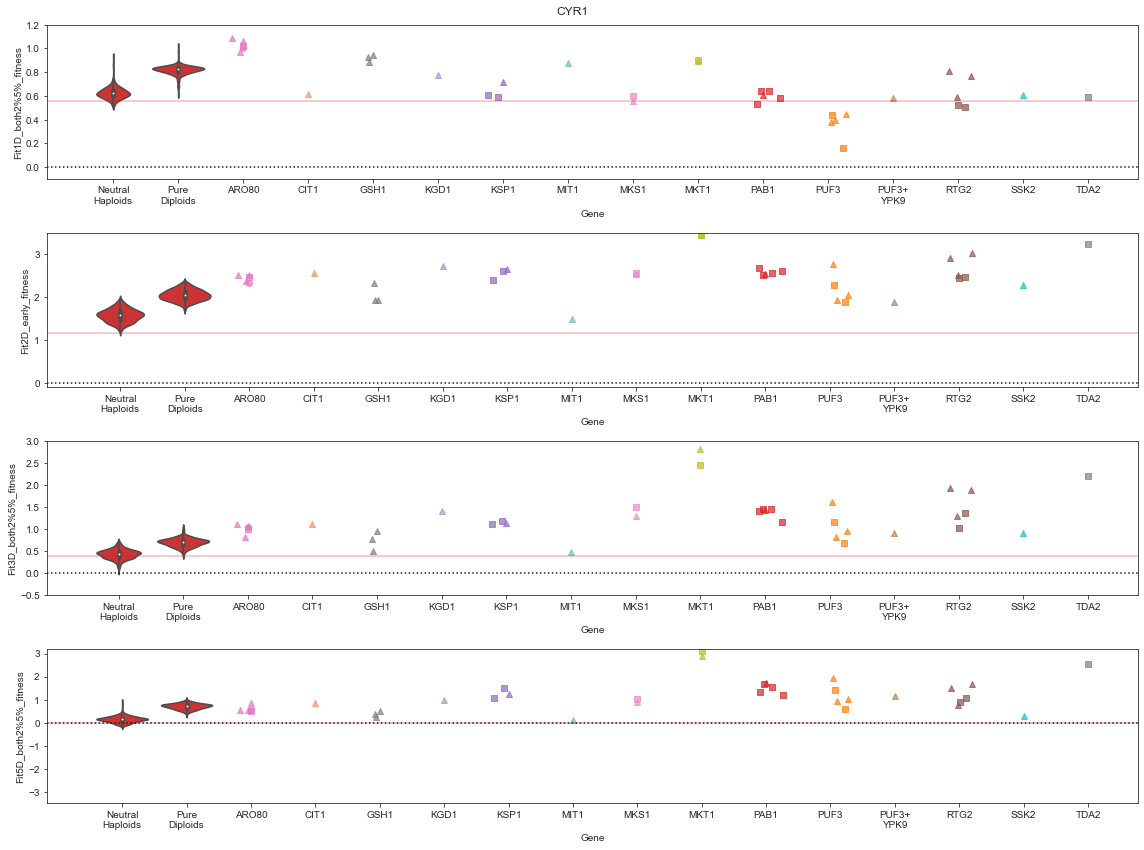 CYR1
Fit1D_both2%5%_fitness
1.2
1.0
0.8
0.6
0.4
0.2
0.0
Neutral Haploids
Pure Diploids
ARO80
CIT1
GSH1
KGD1
KSP1
MIT1
MKS1
MKT1
PAB1
PUF3
PUF3+ YPK9
RTG2
SSK2
TDA2
Gene
Fit2D_early_fitness
3
2
1
0
Neutral Haploids
Pure Diploids
ARO80
CIT1
GSH1
KGD1
KSP1
MIT1
MKS1
MKT1
PAB1
PUF3
PUF3+ YPK9
RTG2
SSK2
TDA2
Gene
Fit3D_both2%5%_fitness
3.0
2.5
2.0
1.5
1.0
0.5
0.0
−0.5
Neutral Haploids
Pure Diploids
ARO80
CIT1
GSH1
KGD1
KSP1
MIT1
MKS1
MKT1
PAB1
PUF3
PUF3+ YPK9
RTG2
SSK2
TDA2
Gene
Fit5D_both2%5%_fitness
3
2
1
0
−1
−2
−3
Neutral Haploids
Pure Diploids
ARO80
CIT1
GSH1
KGD1
KSP1
MIT1
MKS1
MKT1
PAB1
PUF3
PUF3+ YPK9
RTG2
SSK2
TDA2
Gene